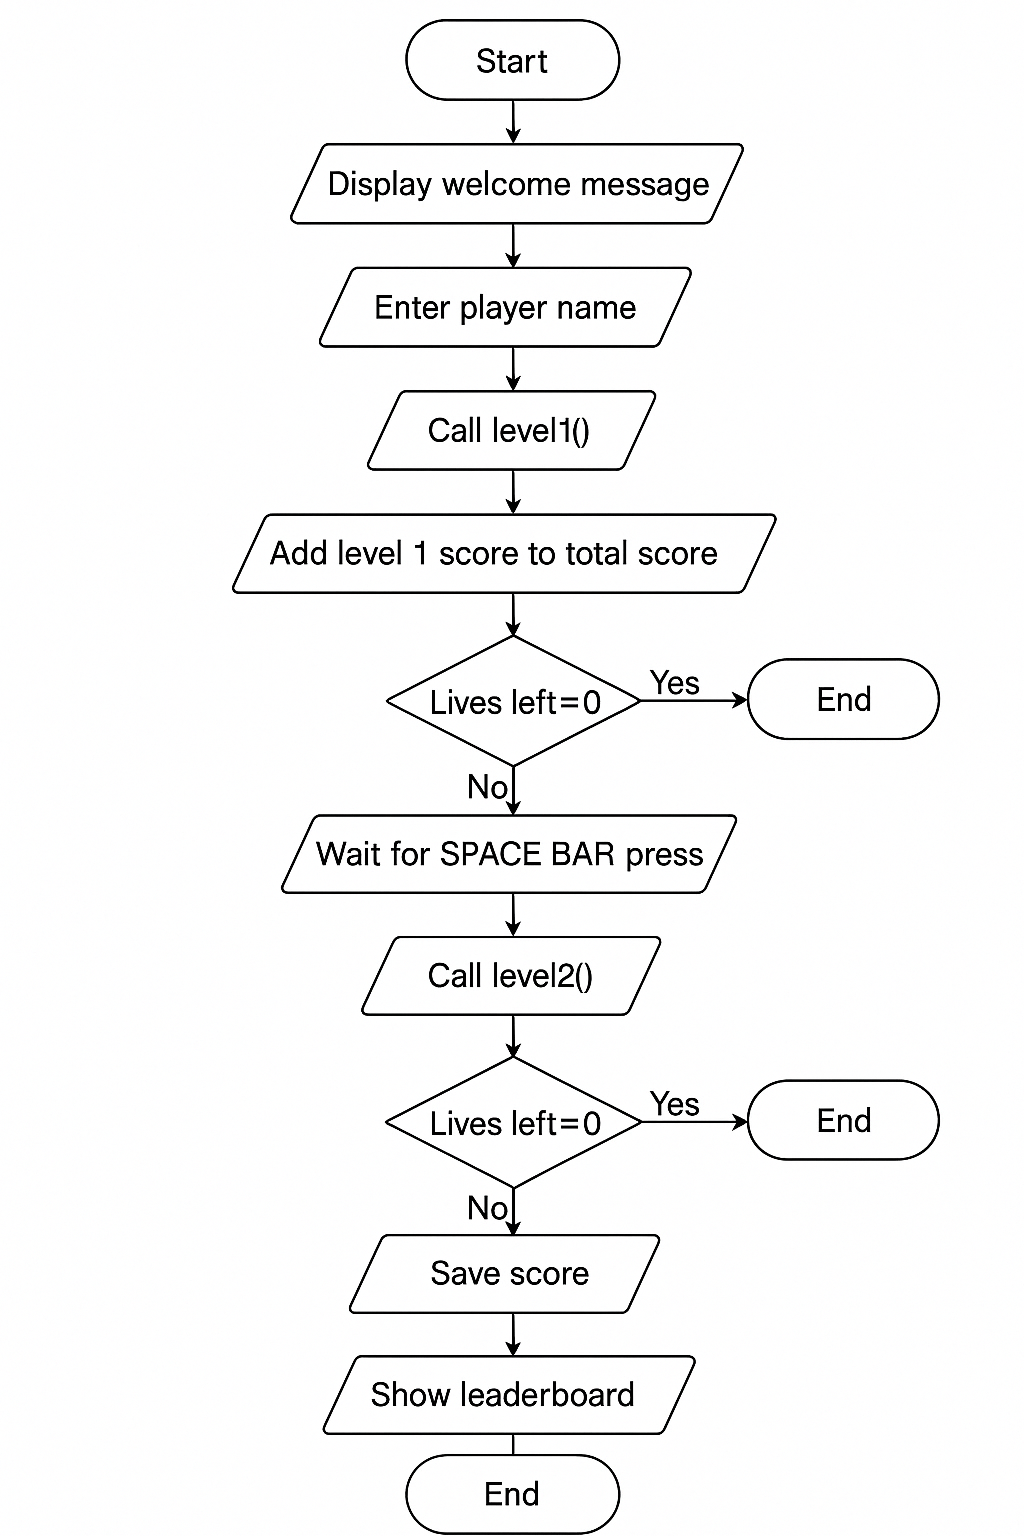 Start
Display welcome message
Enter player name
Call level1()
Add level 1 score to total score
Lives left=0
Yes
End
No
Wait for SPACE BAR press
Call level2()
Lives left=0
Yes
End
No
Save score
Show leaderboard
End